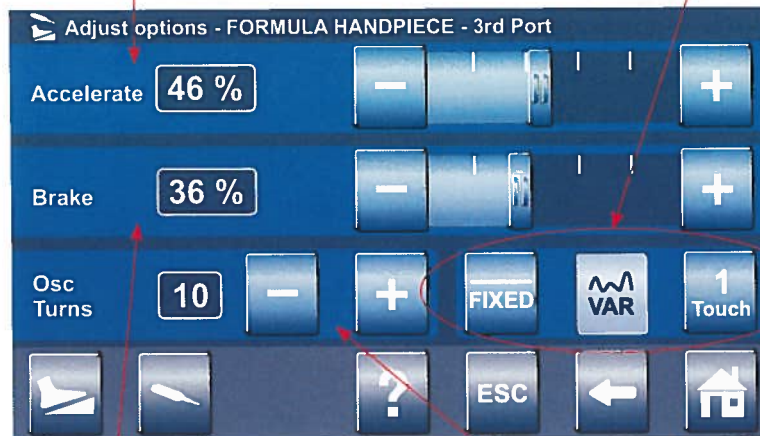 Adjust options - FORMULA HANDPIECE - 3rd Port
Accelerate 46 % − +
Brake 36 % − +
Osc
Turns 10 − + FIXED VAR 1
Touch
? ESC